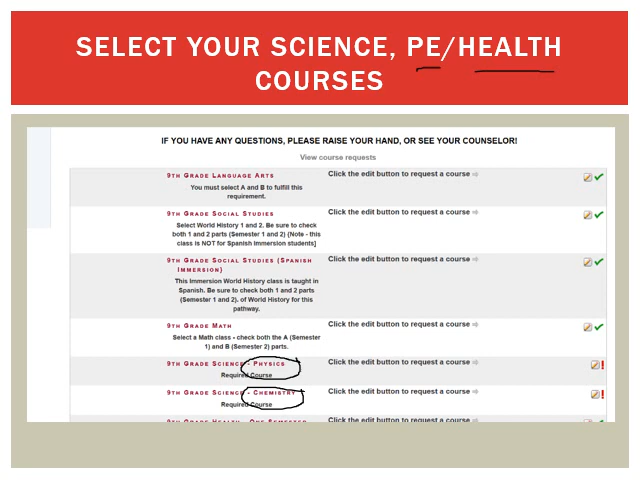 SELECT YOUR SCIENCE, PE/HEALTH
COURSES
IF YOU HAVE ANY QUESTIONS, PLEASE RAISE YOUR HAND, OR SEE YOUR COUNSELOR!
View course requests
9TH GRADE LANGUAGE ARTS
Click the edit button to request a course
You must select A and B to fulfill this
requirement.
9TH GRADE SOCIAL STUDIES
Click the edit button to request a course
Select World History 1 and 2. Be sure to check
both 1 and 2 parts (Semester 1 and 2) (Note - this
class is NOT for Spanish Immersion students]
9TH GRADE SOCIAL STUDIES (SPANISH
IMMERSION)
Click the edit button to request a course
This Immersion World History class is taught in
Spanish. Be sure to check both 1 and 2 parts
(Semester 1 and 2). of World History for this
pathway.
9TH GRADE MATH
Click the edit button to request a course
Select a Math class - check both the A (Semester
1) and B (Semester 2) parts.
9TH GRADE SCIENCE - PHYSICS
Click the edit button to request a course
Required Course
9TH GRADE SCIENCE - CHEMISTRY
Click the edit button to request a course
Required Course
9TH GRADE HEALTH - ONE SEMESTER
Click the edit button to request a course